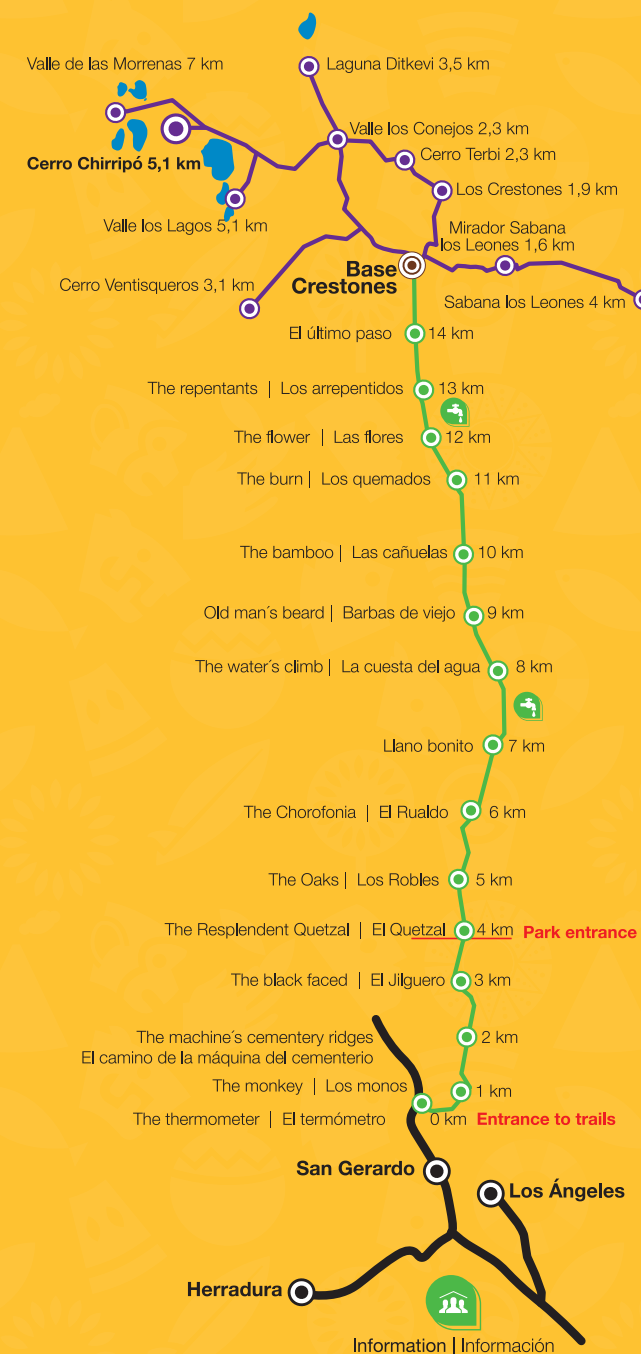 Valle de las Morrenas 7 km
Laguna Ditkevi 3,5 km
Valle los Conejos 2,3 km
Cerro Terbi 2,3 km
Cerro Chirripó 5,1 km
Los Crestones 1,9 km
Valle los Lagos 5,1 km
Mirador Sabana
los Leones 1,6 km
Base
Crestones
Cerro Ventisqueros 3,1 km
Sabana los Leones 4 km
El último paso 14 km
The repentants | Los arrepentidos 13 km
The flower | Las flores 12 km
The burn | Los quemados 11 km
The bamboo | Las cañuelas 10 km
Old man´s beard | Barbas de viejo 9 km
The water´s climb | La cuesta del agua 8 km
Llano bonito 7 km
The Chorofonia | El Rualdo 6 km
The Oaks | Los Robles 5 km
The Resplendent Quetzal | El Quetzal 4 km Park entrance
The black faced | El Jilguero 3 km
The machine´s cementery ridges 2 km
El camino de la máquina del cementerio
The monkey | Los monos 1 km
The thermometer | El termómetro 0 km Entrance to trails
San Gerardo
Los Ángeles
Herradura
Information | Información